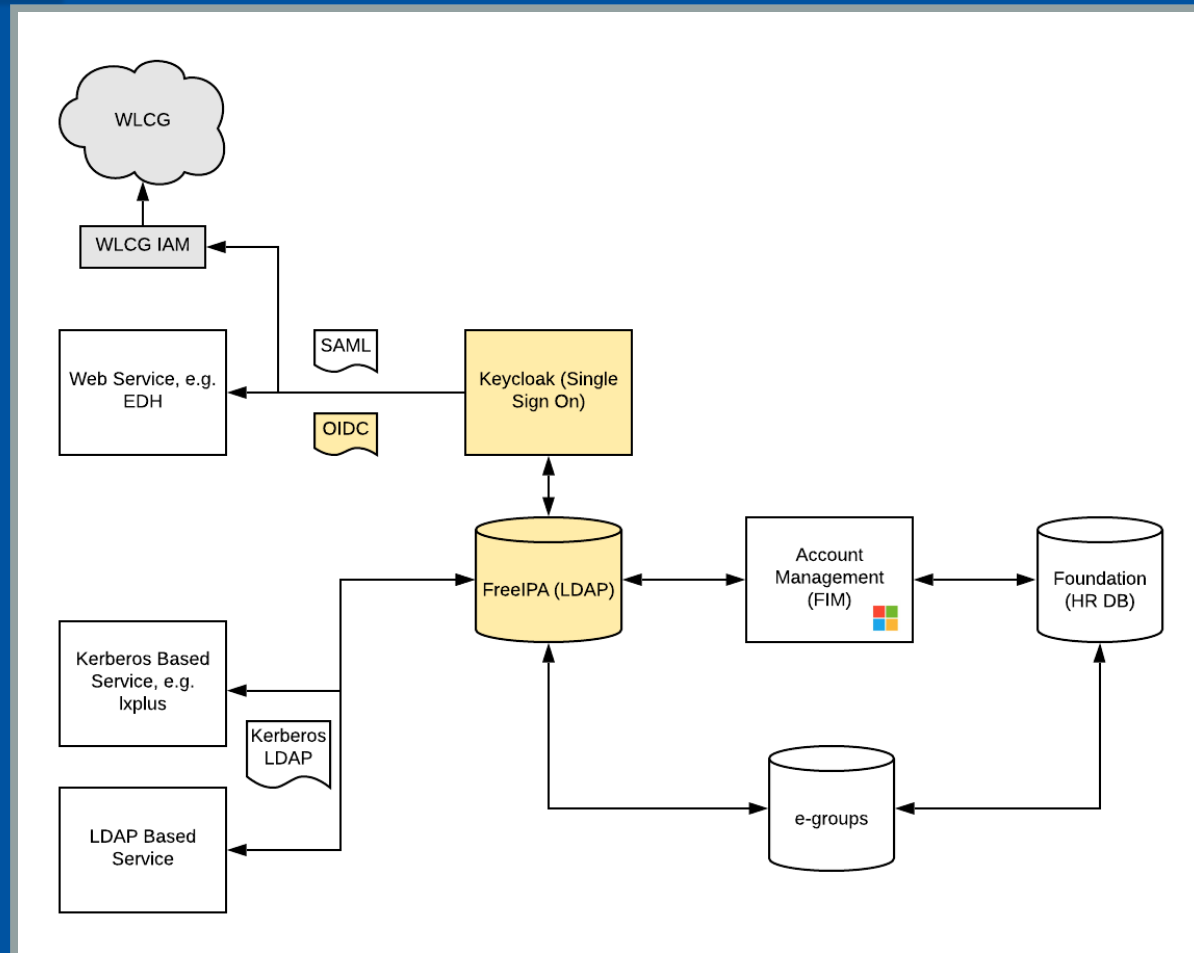 WLCG
WLCG IAM
SAML
Web Service, e.g.
EDH
Keycloak (Single
Sign On)
OIDC
FreeIPA (LDAP)
Account
Management
(FIM)
Foundation
(HR DB)
Kerberos Based
Service, e.g.
lxplus
Kerberos
LDAP
LDAP Based
Service
e-groups